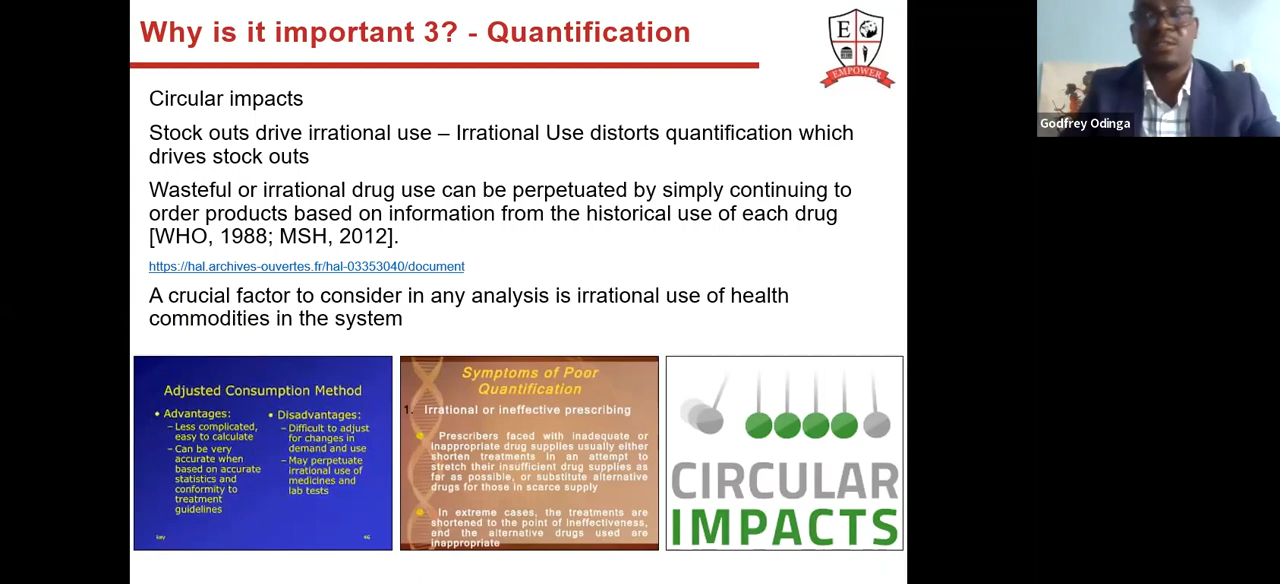 Why is it important 3? - Quantification
E
EMPOWER
Godfrey Odinga
Circular impacts
Stock outs drive irrational use – Irrational Use distorts quantification which
drives stock outs
Wasteful or irrational drug use can be perpetuated by simply continuing to
order products based on information from the historical use of each drug
[WHO, 1988; MSH, 2012].
https://hal.archives-ouvertes.fr/hal-03353040/document
A crucial factor to consider in any analysis is irrational use of health
commodities in the system
Adjusted Consumption Method
• Advantages:
– Less complicated,
easy to calculate
– Can be very
accurate when
based on accurate
statistics and
conformity to
treatment
guidelines
• Disadvantages:
– Difficult to adjust
for changes in
demand and use
– May perpetuate
irrational use of
medicines and
lab tests
46
Symptoms of Poor
Quantification
1. Irrational or ineffective prescribing
Prescribers faced with inadequate or
inappropriate drug supplies usually either
shorten treatments in an attempt to
stretch their insufficient drug supplies as
far as possible, or substitute alternative
drugs for those in scarce supply
In extreme cases, the treatments are
shortened to the point of ineffectiveness,
and the alternative drugs used are
inappropriate
CIRCULAR
IMPACTS